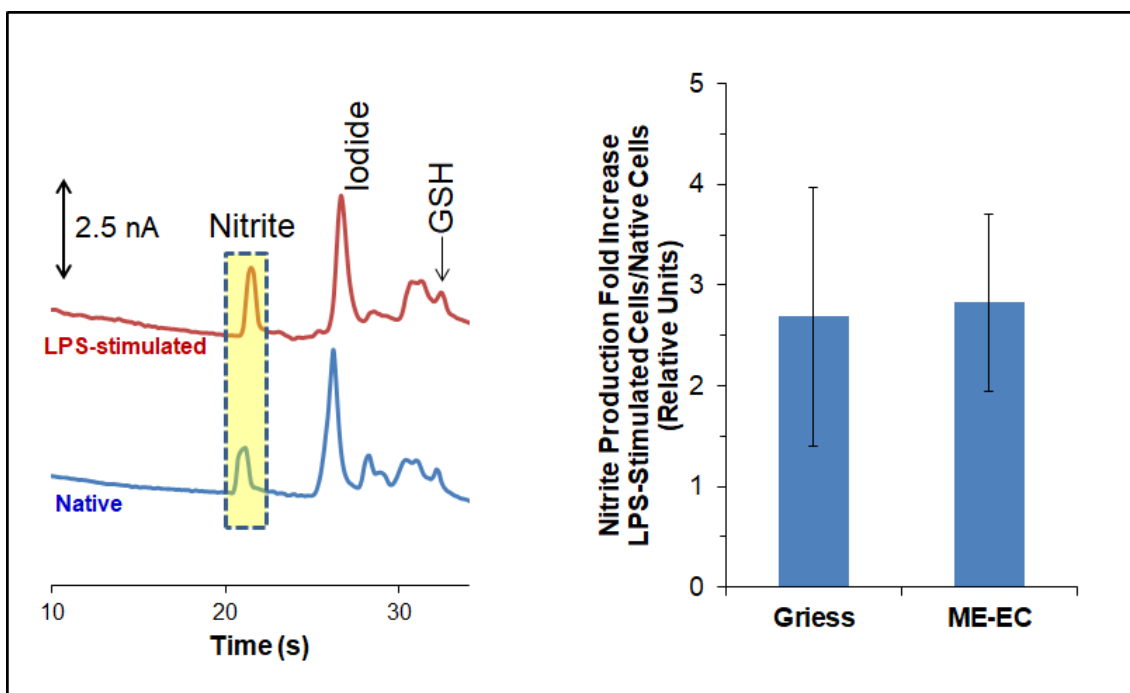 2.5 nA
Nitrite
Iodide
GSH
LPS-stimulated
Native
10
20
30
Time (s)
Nitrite Production Fold Increase
LPS-Stimulated Cells/Native Cells
(Relative Units)
5
4
3
2
1
0
Griess
ME-EC